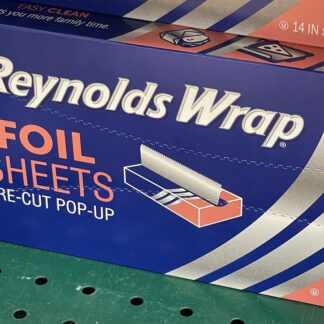 EASY CLEAN
you more family time.
U 14 IN
Reynolds Wrap®
FOIL
SHEETS
RE-CUT POP-UP
U